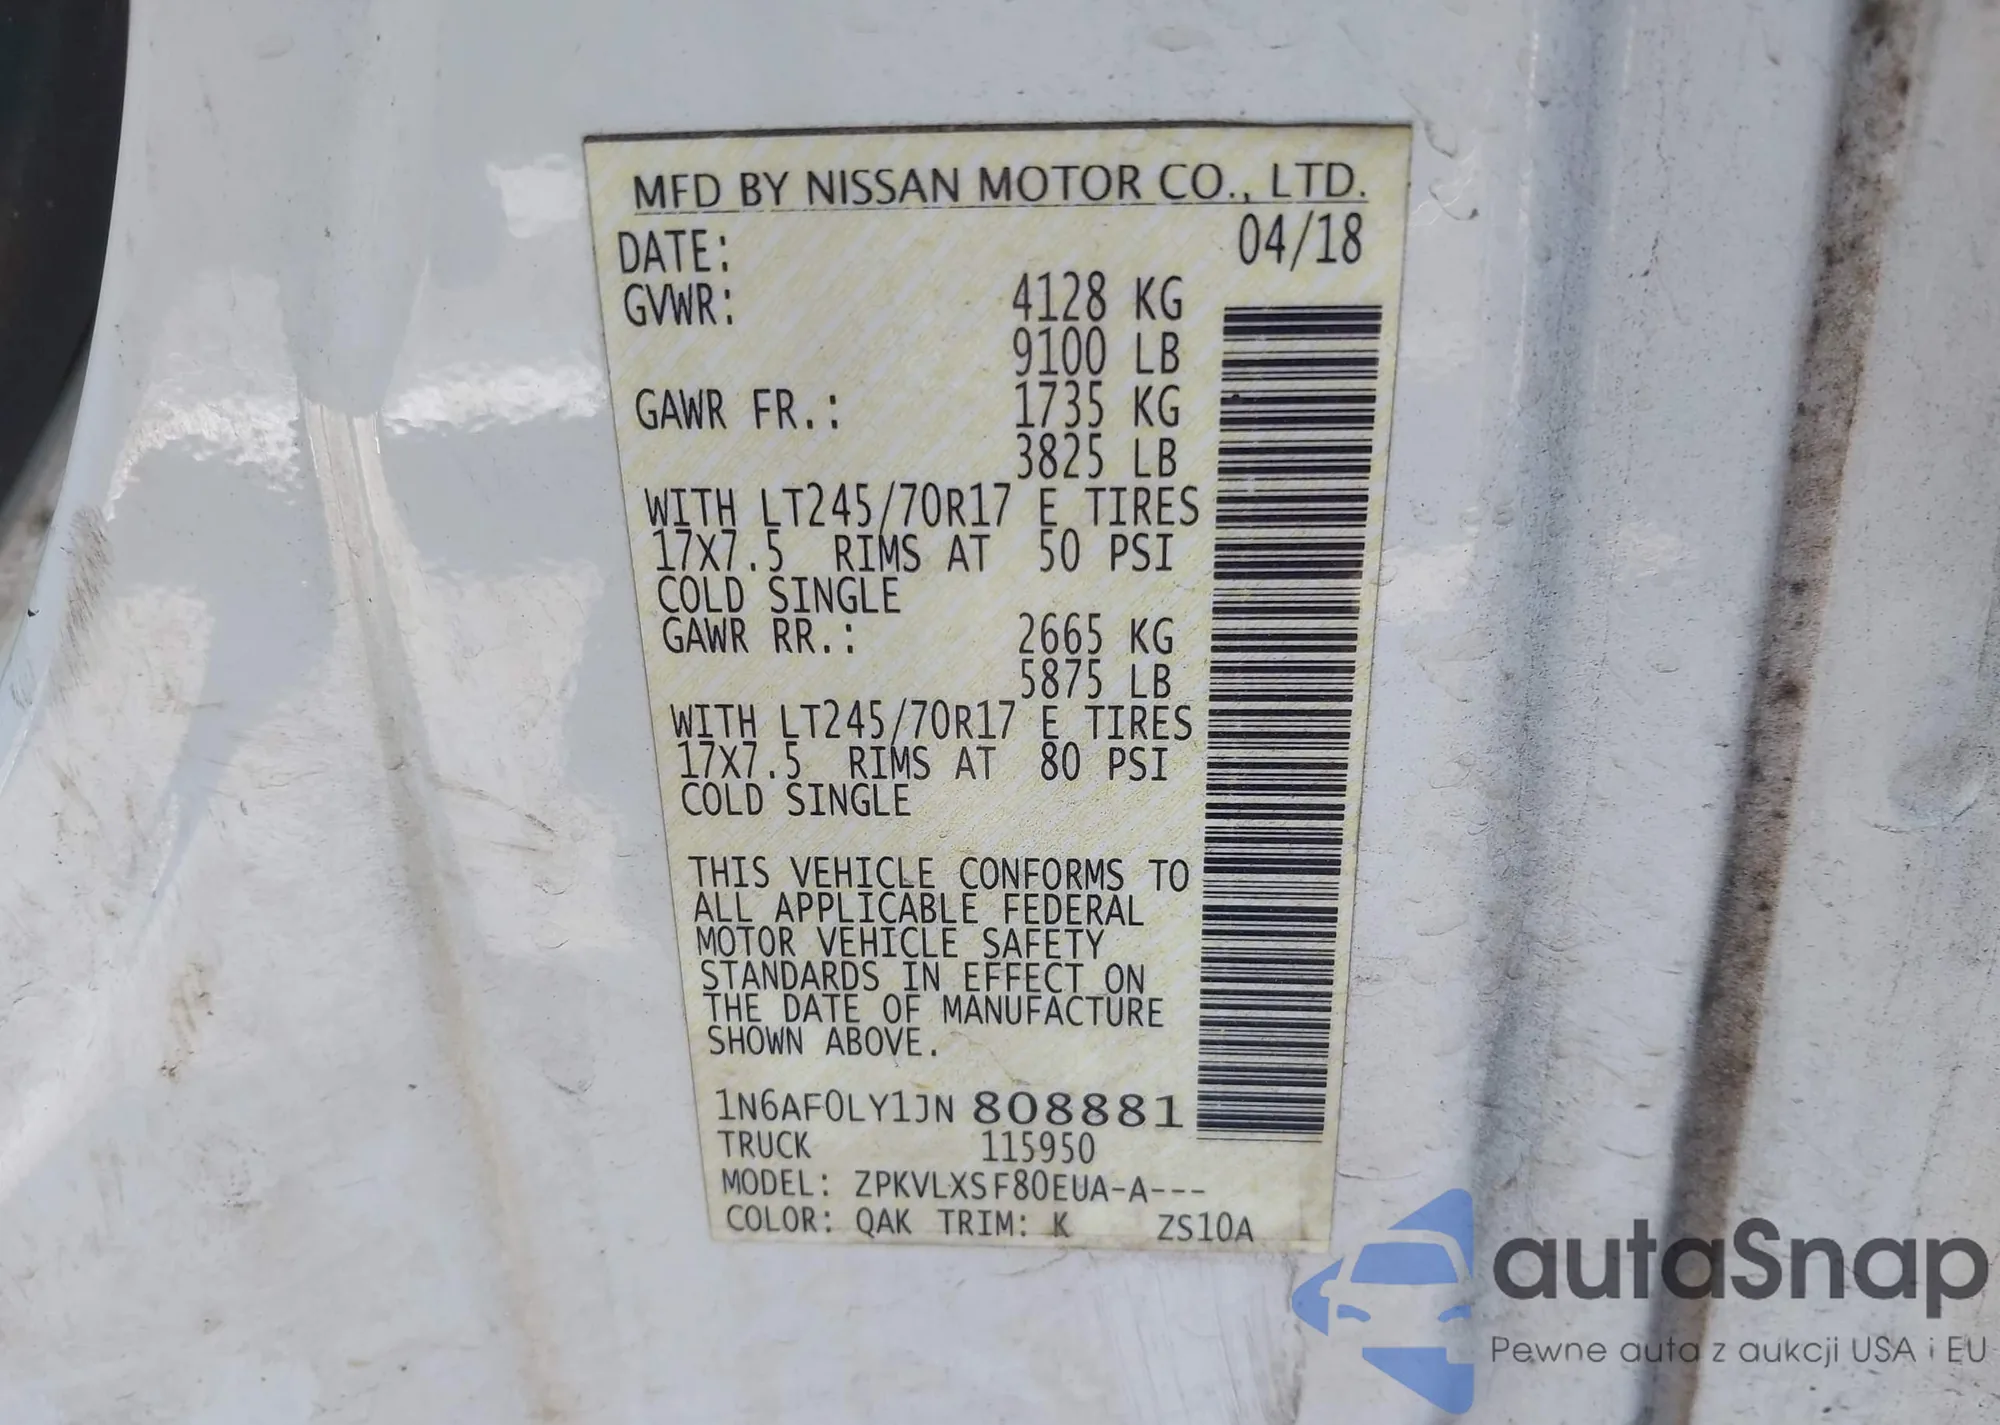 MFD BY NISSAN MOTOR CO., LTD.
DATE: 04/18
GVWR: 4128 KG
9100 LB
GAWR FR.: 1735 KG
3825 LB
WITH LT245/70R17 E TIRES
17X7.5 RIMS AT 50 PSI
COLD SINGLE
GAWR RR.: 2665 KG
5875 LB
WITH LT245/70R17 E TIRES
17X7.5 RIMS AT 80 PSI
COLD SINGLE
THIS VEHICLE CONFORMS TO
ALL APPLICABLE FEDERAL
MOTOR VEHICLE SAFETY
STANDARDS IN EFFECT ON
THE DATE OF MANUFACTURE
SHOWN ABOVE.
1N6AF0LY1JN 808881
TRUCK 115950
MODEL: ZPKVLXSF80EUA-A---
COLOR: QAK TRIM: K ZS10A
autaSnap
Pewne auta z aukcji USA i EU